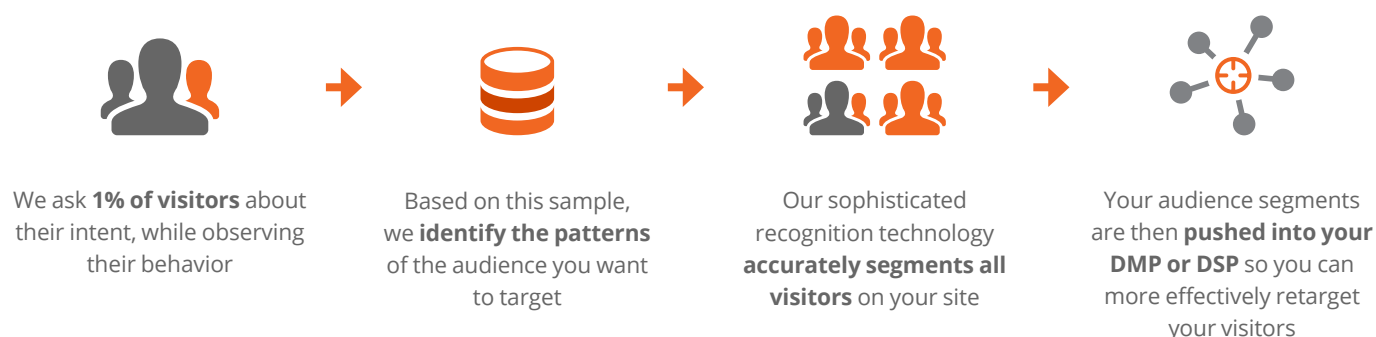 We ask 1% of visitors about
their intent, while observing
their behavior
Based on this sample,
we identify the patterns
of the audience you want
to target
Our sophisticated
recognition technology
accurately segments all
visitors on your site
Your audience segments
are then pushed into your
DMP or DSP so you can
more effectively retarget
your visitors